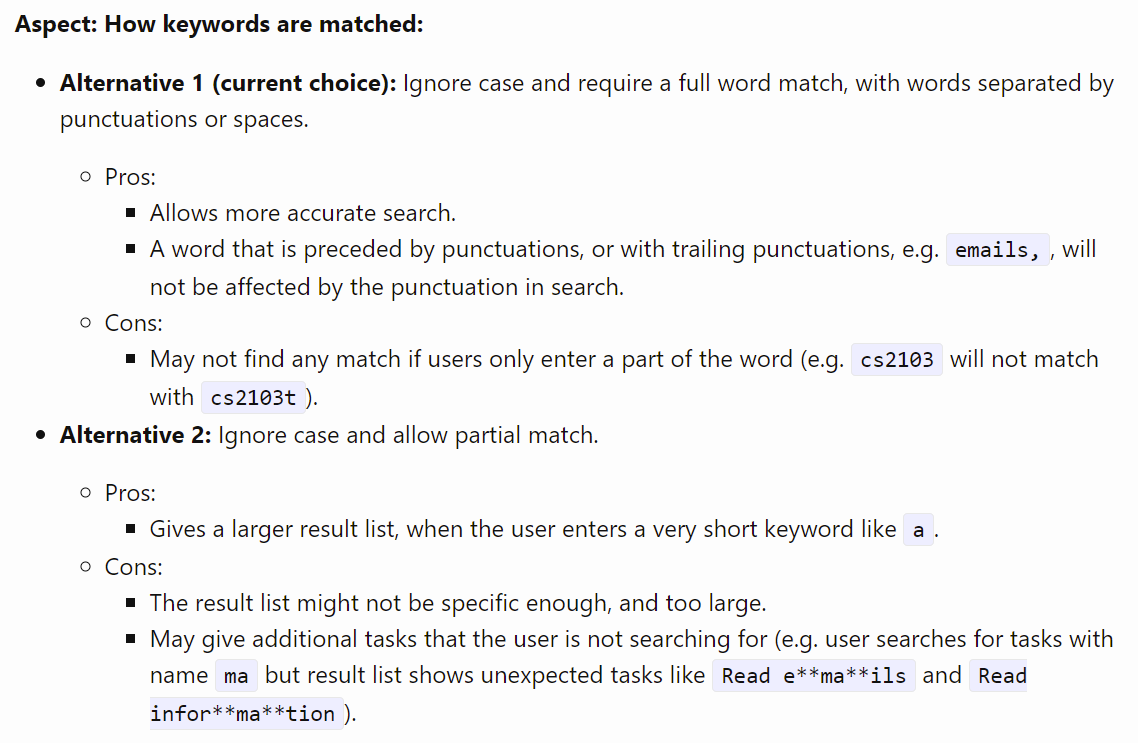 Aspect: How keywords are matched:
Alternative 1 (current choice): Ignore case and require a full word match, with words separated by
punctuations or spaces.
Pros:
Allows more accurate search.
A word that is preceded by punctuations, or with trailing punctuations, e.g. emails, , will
not be affected by the punctuation in search.
Cons:
May not find any match if users only enter a part of the word (e.g. cs2103 will not match
with cs2103t ).
Alternative 2: Ignore case and allow partial match.
Pros:
Gives a larger result list, when the user enters a very short keyword like a .
Cons:
The result list might not be specific enough, and too large.
May give additional tasks that the user is not searching for (e.g. user searches for tasks with
name ma but result list shows unexpected tasks like Read e**ma**ils and Read
infor**ma**tion ).